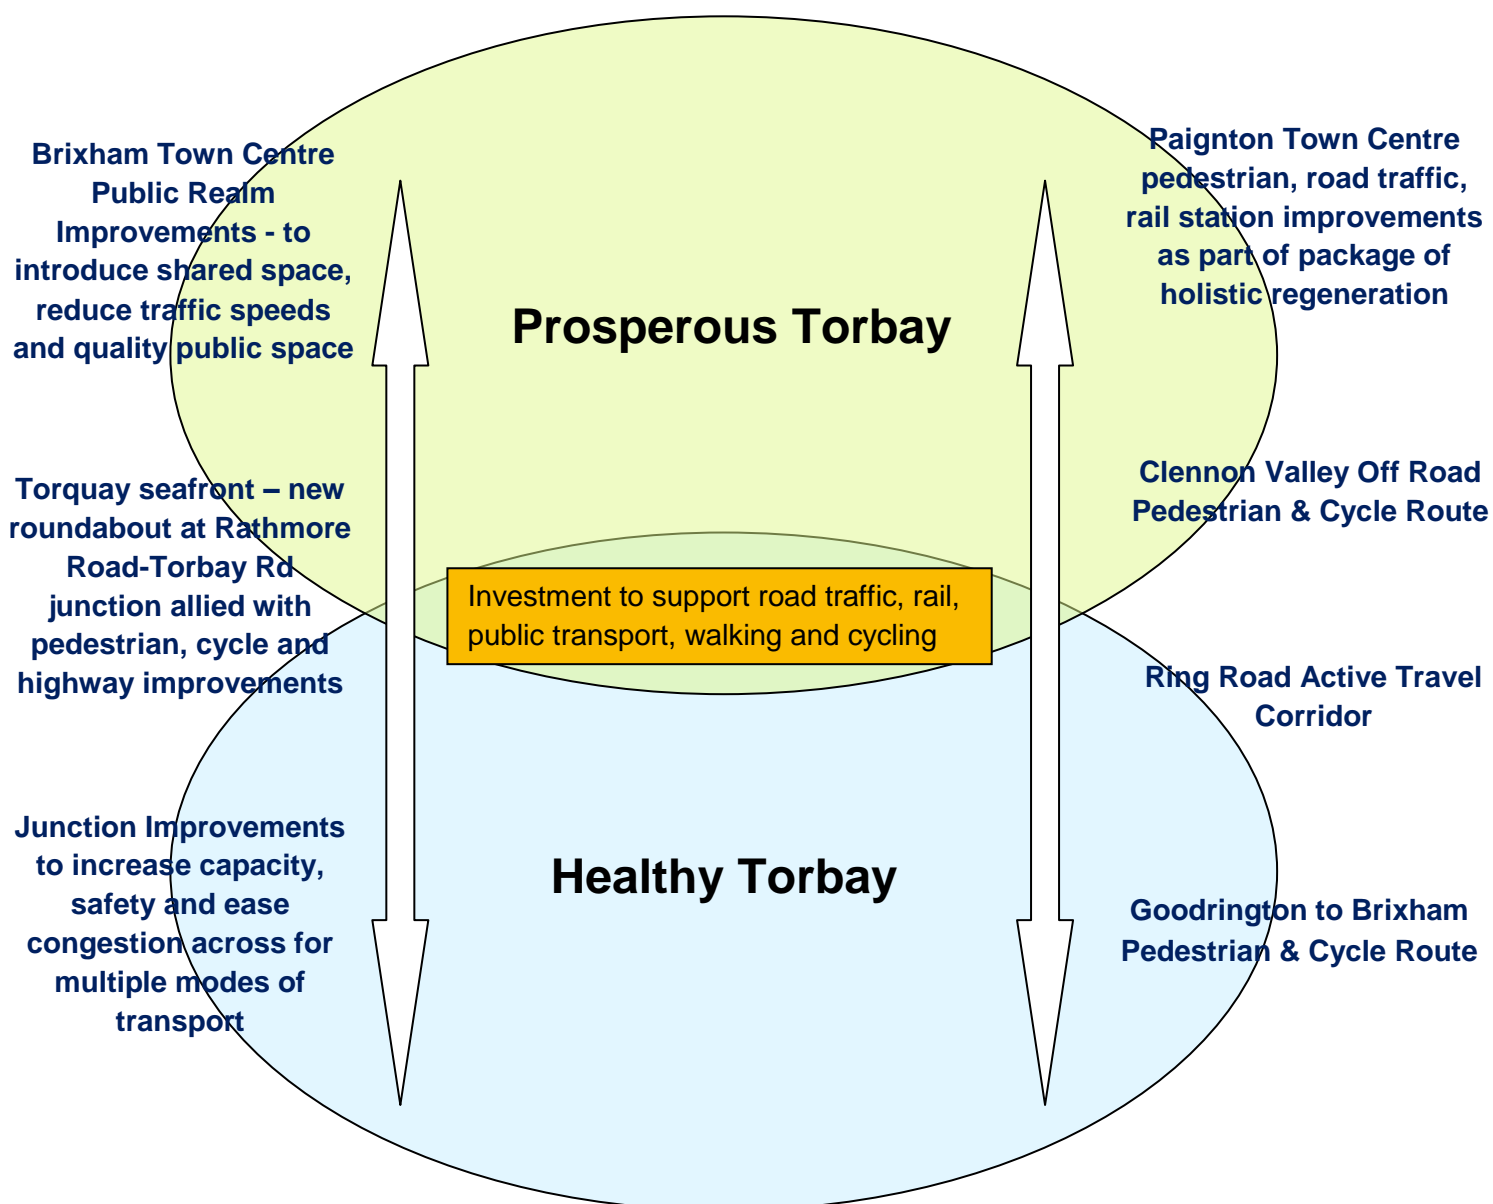 Brixham Town Centre
Public Realm
Improvements - to
introduce shared space,
reduce traffic speeds
and quality public space
Paignton Town Centre
pedestrian, road traffic,
rail station improvements
as part of package of
holistic regeneration
Prosperous Torbay
Torquay seafront – new
roundabout at Rathmore
Road-Torbay Rd
junction allied with
pedestrian, cycle and
highway improvements
Clennon Valley Off Road
Pedestrian & Cycle Route
Investment to support road traffic, rail,
public transport, walking and cycling
Ring Road Active Travel
Corridor
Junction Improvements
to increase capacity,
safety and ease
congestion across for
multiple modes of
transport
Healthy Torbay
Goodrington to Brixham
Pedestrian & Cycle Route